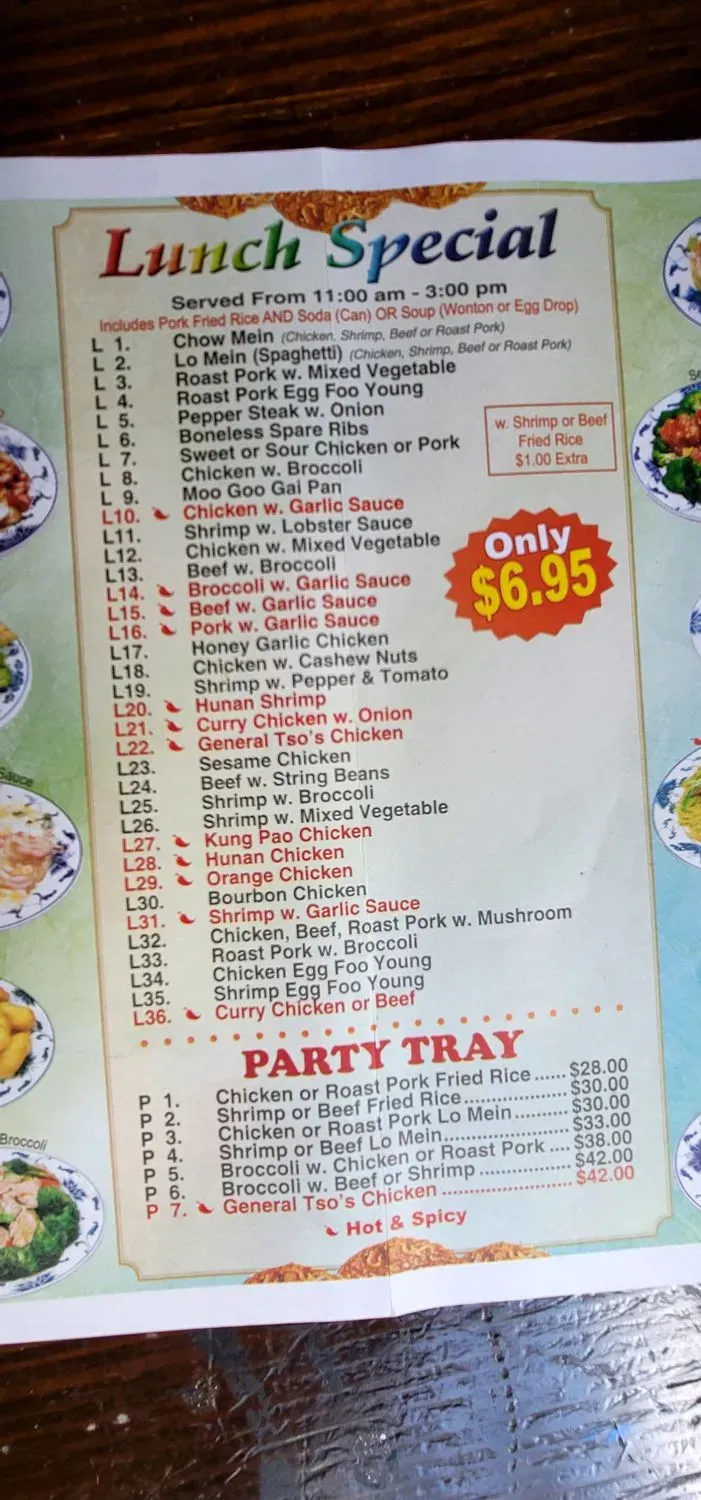 Lunch Special
Served From 11:00 am - 3:00 pm
Includes Pork Fried Rice AND Soda (Can) OR Soup (Wonton or Egg Drop)
L 1. Chow Mein (Chicken, Shrimp, Beef or Roast Pork)
L 2. Lo Mein (Spaghetti) (Chicken, Shrimp, Beef or Roast Pork)
L 3. Roast Pork w. Mixed Vegetable
L 4. Roast Pork Egg Foo Young
L 5. Pepper Steak w. Onion
L 6. Boneless Spare Ribs
L 7. Sweet or Sour Chicken or Pork
L 8. Chicken w. Broccoli
L 9. Moo Goo Gai Pan
L10. Chicken w. Garlic Sauce
L11. Shrimp w. Lobster Sauce
L12. Chicken w. Mixed Vegetable
L13. Beef w. Broccoli
L14. Broccoli w. Garlic Sauce
L15. Beef w. Garlic Sauce
L16. Pork w. Garlic Sauce
L17. Honey Garlic Chicken
L18. Chicken w. Cashew Nuts
L19. Shrimp w. Pepper & Tomato
L20. Hunan Shrimp
L21. Curry Chicken w. Onion
L22. General Tso's Chicken
L23. Sesame Chicken
L24. Beef w. String Beans
L25. Shrimp w. Broccoli
L26. Shrimp w. Mixed Vegetable
L27. Kung Pao Chicken
L28. Hunan Chicken
L29. Orange Chicken
L30. Bourbon Chicken
L31. Shrimp w. Garlic Sauce
L32. Chicken, Beef, Roast Pork w. Mushroom
L33. Roast Pork w. Broccoli
L34. Chicken Egg Foo Young
L35. Shrimp Egg Foo Young
L36. Curry Chicken or Beef
w. Shrimp or Beef
Fried Rice
$1.00 Extra
Only
$6.95
PARTY TRAY
P 1. Chicken or Roast Pork Fried Rice...... $28.00
P 2. Shrimp or Beef Fried Rice.................... $30.00
P 3. Chicken or Roast Pork Lo Mein.......... $30.00
P 4. Shrimp or Beef Lo Mein........................ $33.00
P 5. Broccoli w. Chicken or Roast Pork .... $38.00
P 6. Broccoli w. Beef or Shrimp ................. $42.00
P 7. General Tso's Chicken ........................ $42.00
Hot & Spicy
Sauce
Broccoli